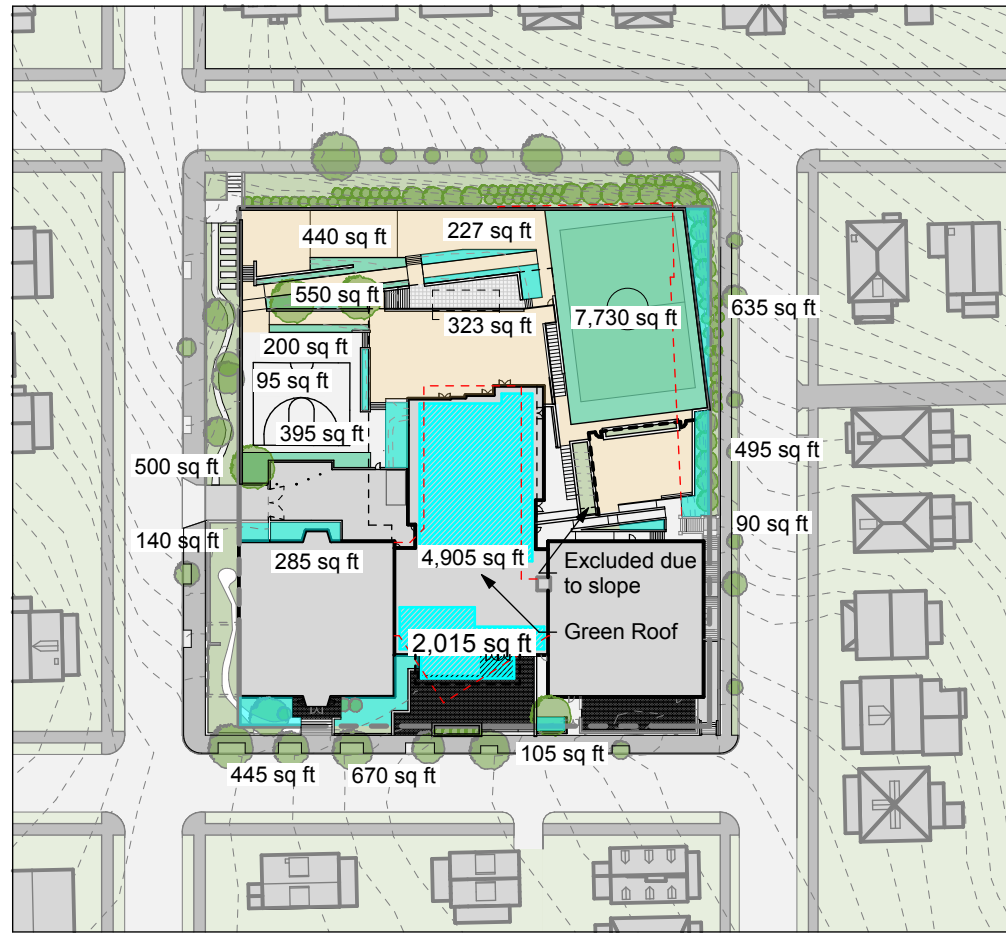 440 sq ft
227 sq ft
550 sq ft
323 sq ft
7,730 sq ft
635 sq ft
200 sq ft
95 sq ft
395 sq ft
500 sq ft
495 sq ft
140 sq ft
90 sq ft
285 sq ft
4,905 sq ft
Excluded due
to slope
Green Roof
2,015 sq ft
105 sq ft
445 sq ft
670 sq ft